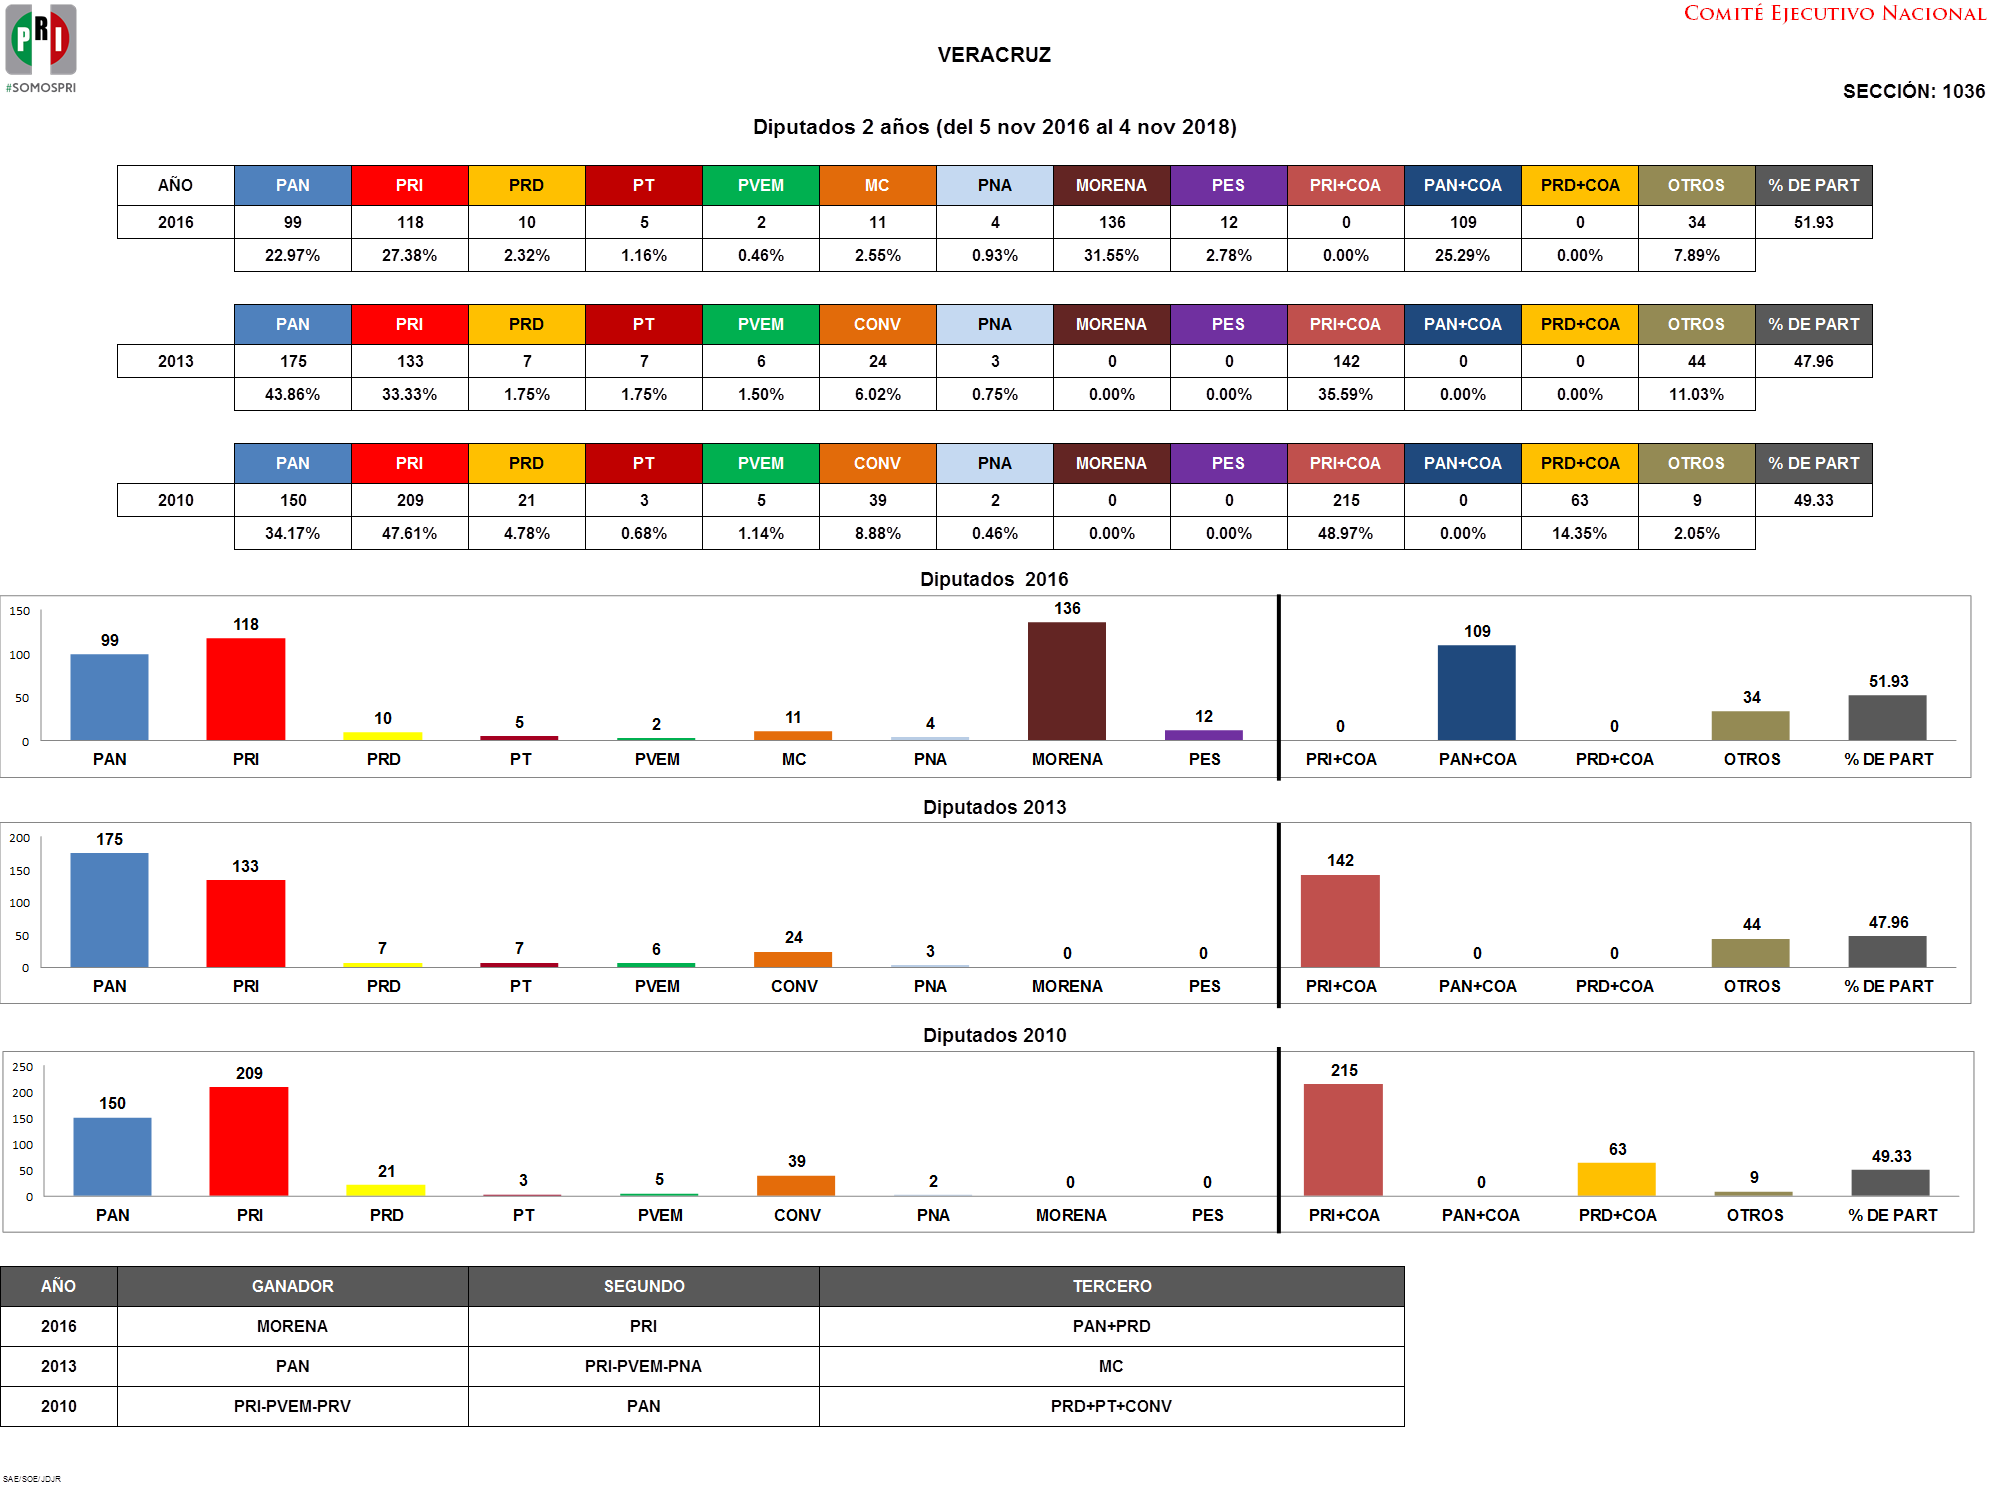 PRI
#SOMOSPRI
COMITÉ EJECUTIVO NACIONAL
VERACRUZ
SECCIÓN: 1036
Diputados 2 años (del 5 nov 2016 al 4 nov 2018)
AÑO PAN PRI PRD PT PVEM MC PNA MORENA PES PRI+COA PAN+COA PRD+COA OTROS % DE PART
2016 99 118 10 5 2 11 4 136 12 0 109 0 34 51.93
22.97% 27.38% 2.32% 1.16% 0.46% 2.55% 0.93% 31.55% 2.78% 0.00% 25.29% 0.00% 7.89%
PAN PRI PRD PT PVEM CONV PNA MORENA PES PRI+COA PAN+COA PRD+COA OTROS % DE PART
2013 175 133 7 7 6 24 3 0 0 142 0 0 44 47.96
43.86% 33.33% 1.75% 1.75% 1.50% 6.02% 0.75% 0.00% 0.00% 35.59% 0.00% 0.00% 11.03%
PAN PRI PRD PT PVEM CONV PNA MORENA PES PRI+COA PAN+COA PRD+COA OTROS % DE PART
2010 150 209 21 3 5 39 2 0 0 215 0 63 9 49.33
34.17% 47.61% 4.78% 0.68% 1.14% 8.88% 0.46% 0.00% 0.00% 48.97% 0.00% 14.35% 2.05%
Diputados 2016
150
100
50
0
99 118 10 5 2 11 4 136 12 0 109 0 34 51.93
PAN PRI PRD PT PVEM MC PNA MORENA PES PRI+COA PAN+COA PRD+COA OTROS % DE PART
Diputados 2013
200
150
100
50
0
175 133 7 7 6 24 3 0 0 142 0 0 44 47.96
PAN PRI PRD PT PVEM CONV PNA MORENA PES PRI+COA PAN+COA PRD+COA OTROS % DE PART
Diputados 2010
250
200
150
100
50
0
150 209 21 3 5 39 2 0 0 215 0 63 9 49.33
PAN PRI PRD PT PVEM CONV PNA MORENA PES PRI+COA PAN+COA PRD+COA OTROS % DE PART
AÑO GANADOR SEGUNDO TERCERO
2016 MORENA PRI PAN+PRD
2013 PAN PRI-PVEM-PNA MC
2010 PRI-PVEM-PRV PAN PRD+PT+CONV
SAE/SOE/JDJR